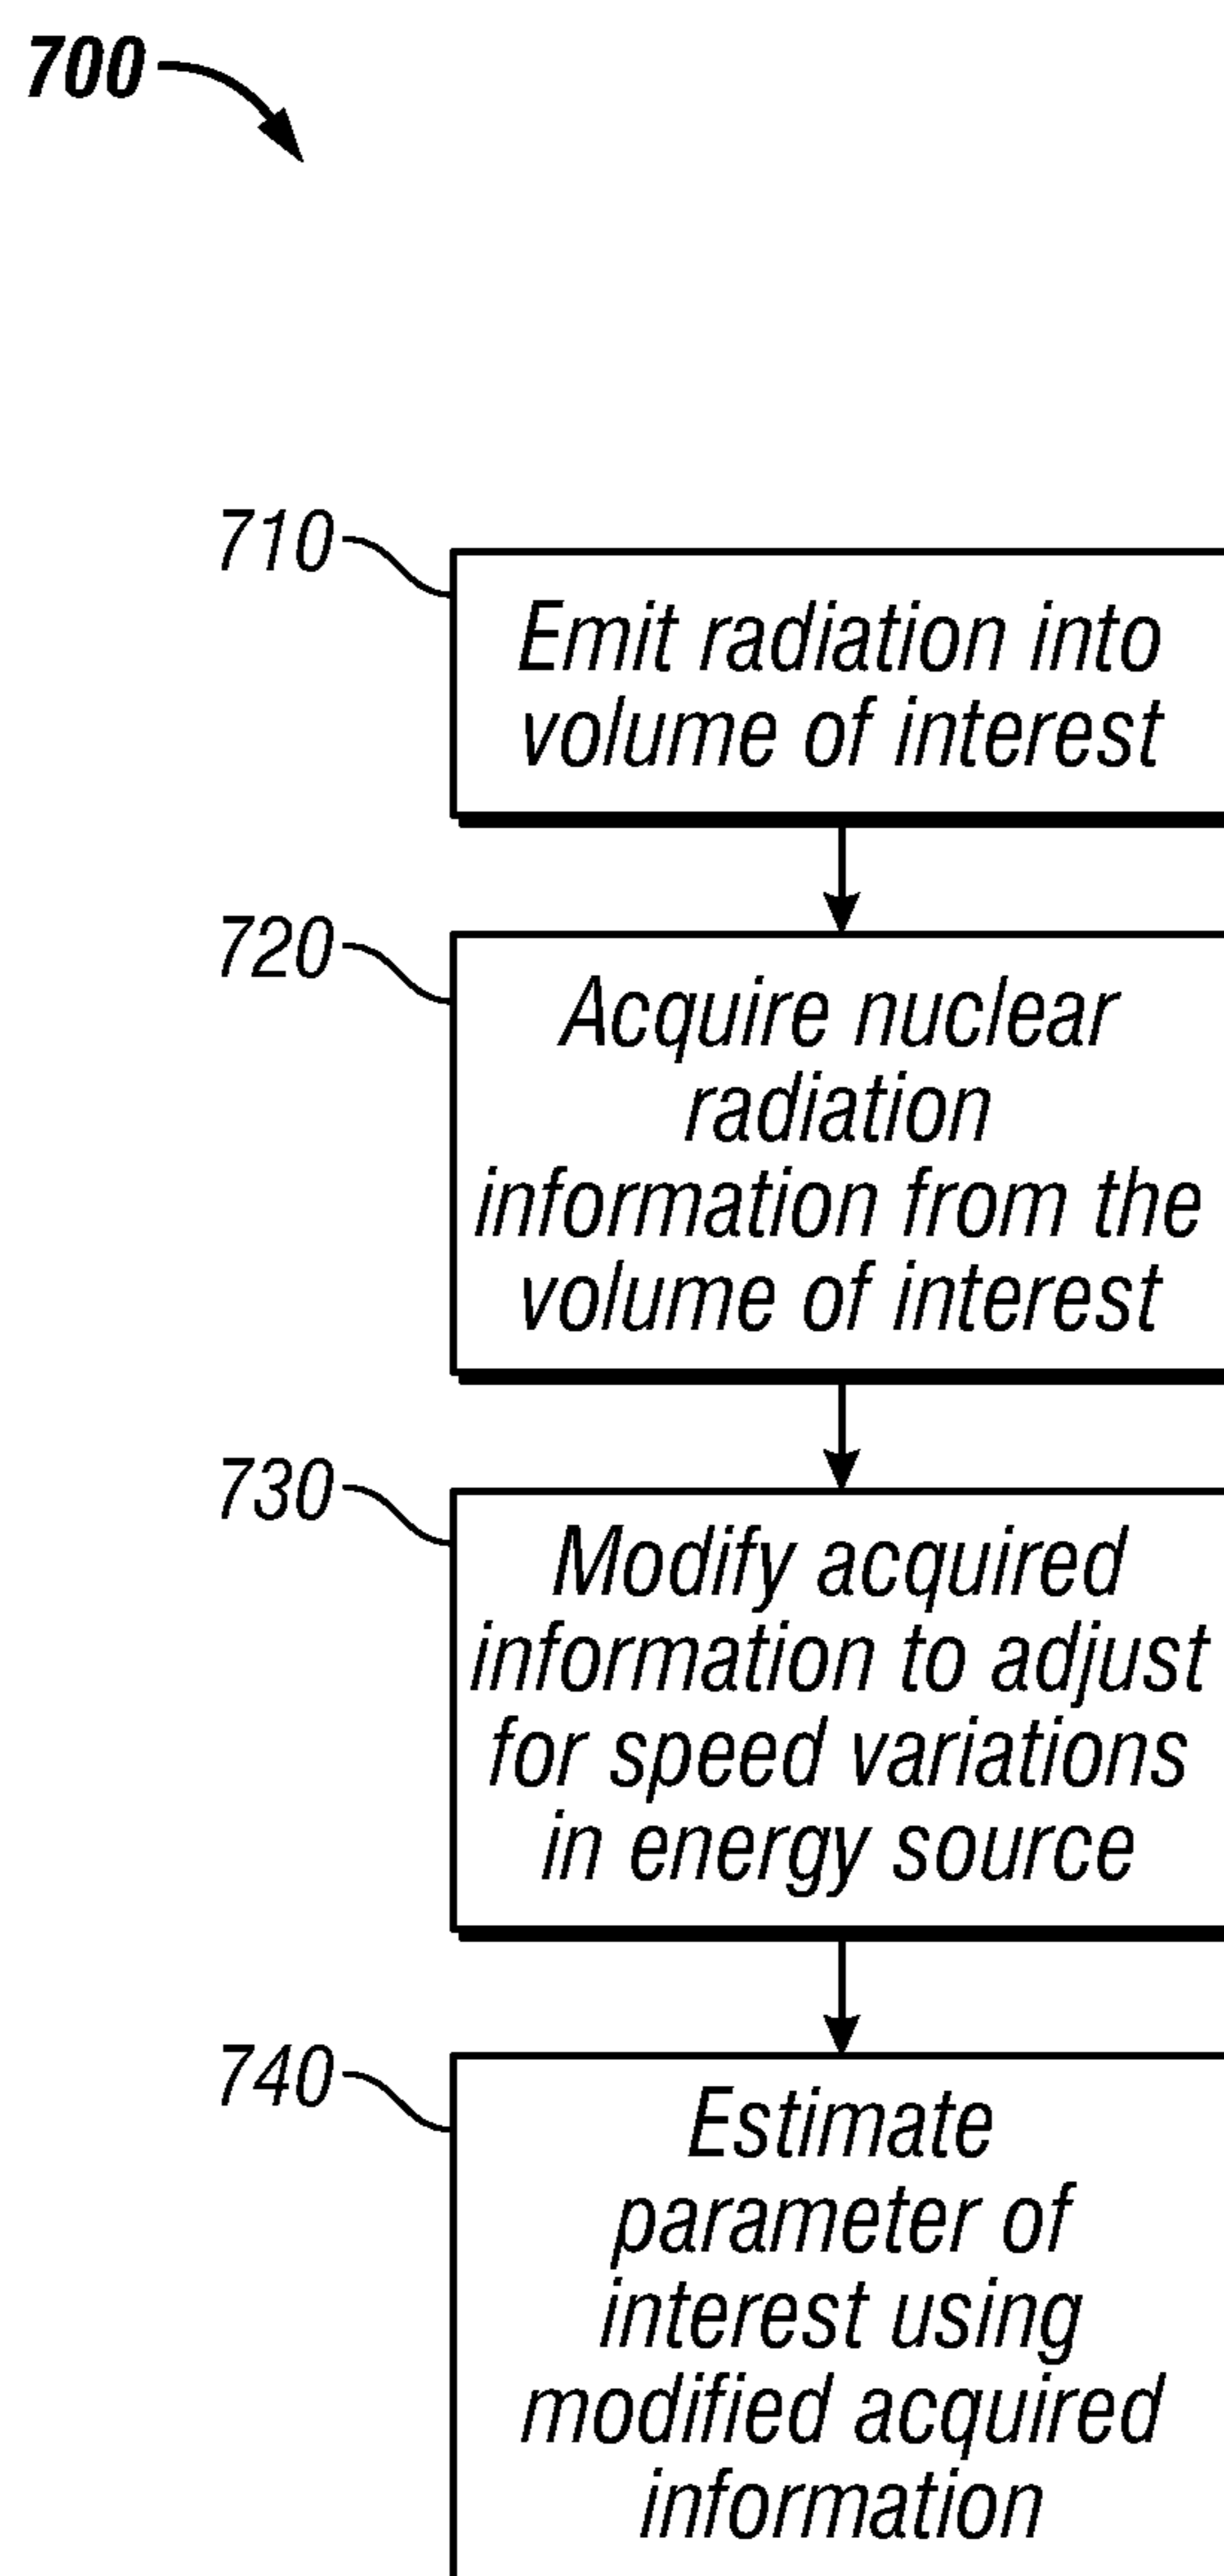 700
710
Emit radiation into
volume of interest
720
Acquire nuclear
radiation
information from the
volume of interest
730
Modify acquired
information to adjust
for speed variations
in energy source
740
Estimate
parameter of
interest using
modified acquired
information